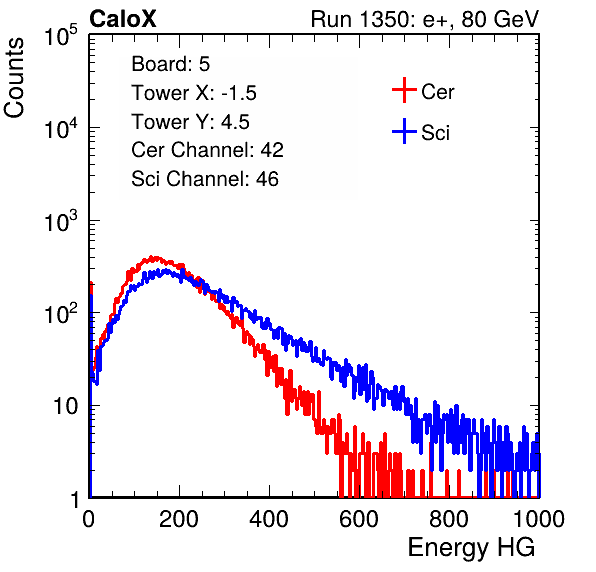 CaloX Run 1350: e+, 80 GeV
Counts
Board: 5
Tower X: -1.5
Tower Y: 4.5
Cer Channel: 42
Sci Channel: 46
Cer
Sci
10^5
10^4
10^3
10^2
10
1
0 200 400 600 800 1000
Energy HG